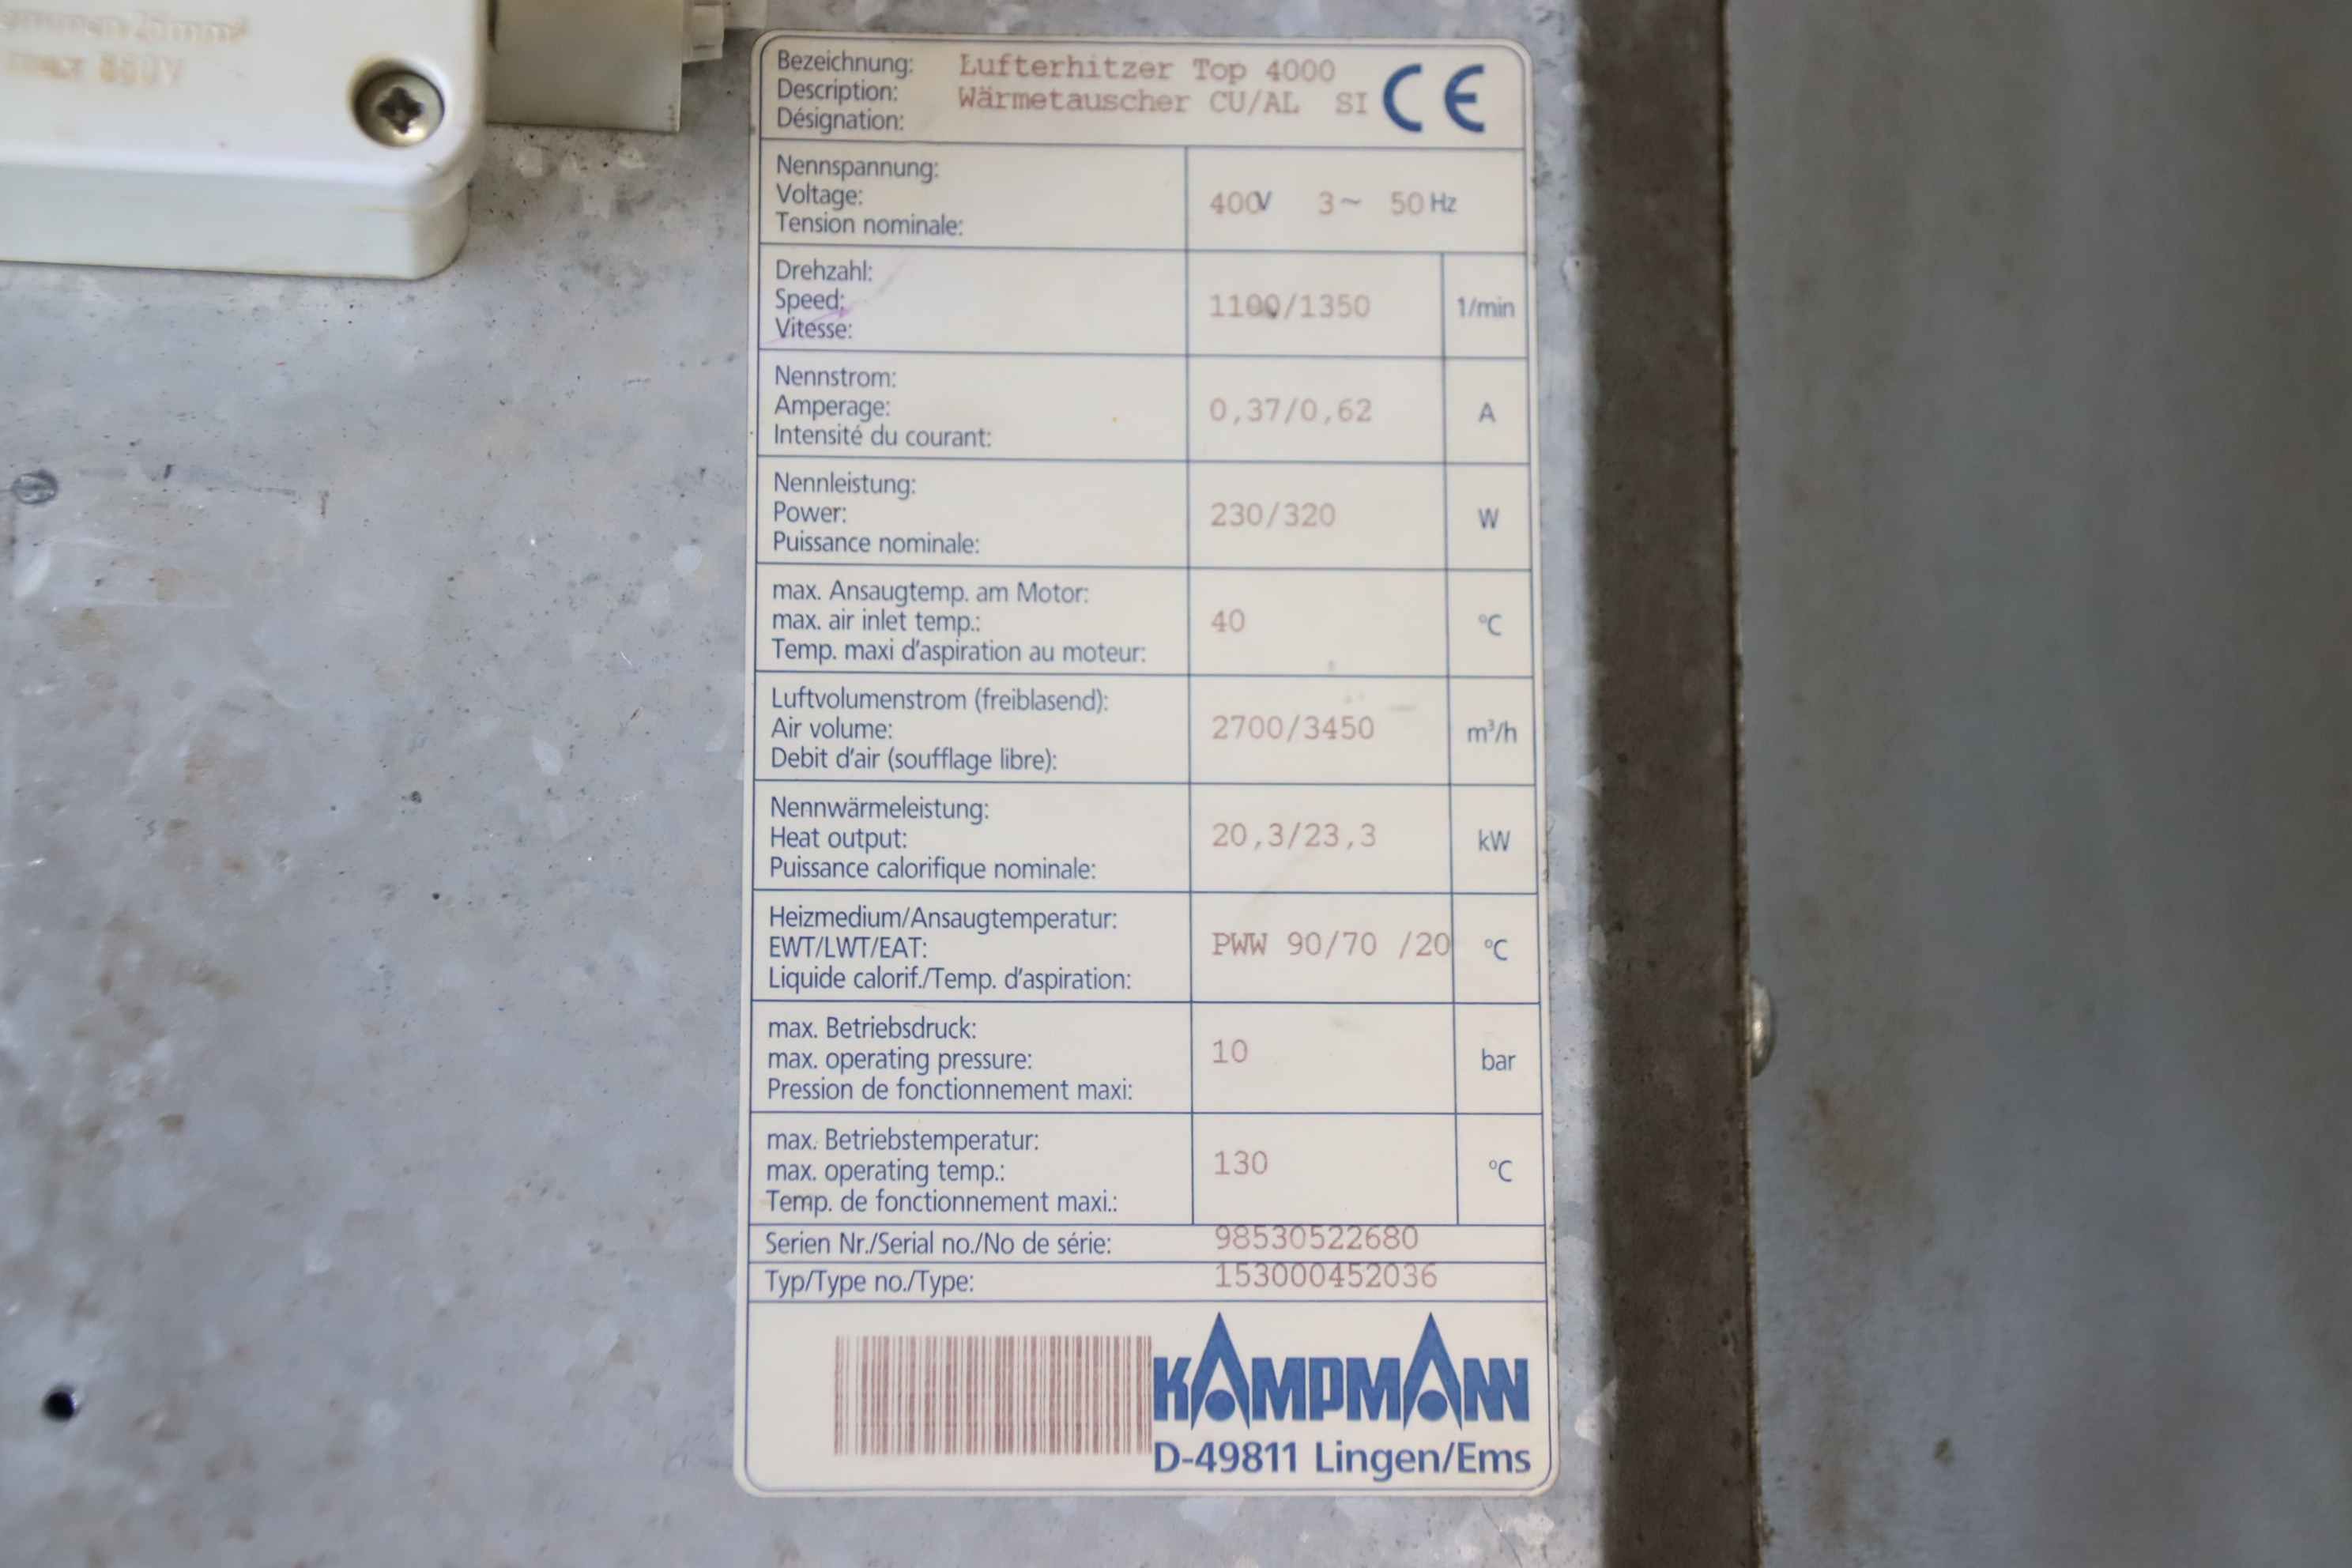 max 880V
Bezeichnung: Lufterhitzer Top 4000
Description: Wärmetauscher CU/AL SI CE
Désignation:
Nennspannung:
Voltage: 400V 3~ 50 Hz
Tension nominale:
Drehzahl:
Speed: 1100/1350 1/min
Vitesse:
Nennstrom:
Amperage: 0,37/0,62 A
Intensité du courant:
Nennleistung:
Power: 230/320 W
Puissance nominale:
max. Ansaugtemp. am Motor:
max. air inlet temp.: 40 °C
Temp. maxi d'aspiration au moteur:
Luftvolumenstrom (freiblasend):
Air volume: 2700/3450 m³/h
Debit d'air (soufflage libre):
Nennwärmeleistung:
Heat output: 20,3/23,3 kW
Puissance calorifique nominale:
Heizmedium/Ansaugtemperatur:
EWT/LWT/EAT: PWW 90/70 /20 °C
Liquide calorif./Temp. d'aspiration:
max. Betriebsdruck:
max. operating pressure: 10 bar
Pression de fonctionnement maxi:
max. Betriebstemperatur:
max. operating temp.: 130 °C
Temp. de fonctionnement maxi.:
Serien Nr./Serial no./No de série: 98530522680
Typ/Type no./Type: 153000452036
KAMPMANN
D-49811 Lingen/Ems